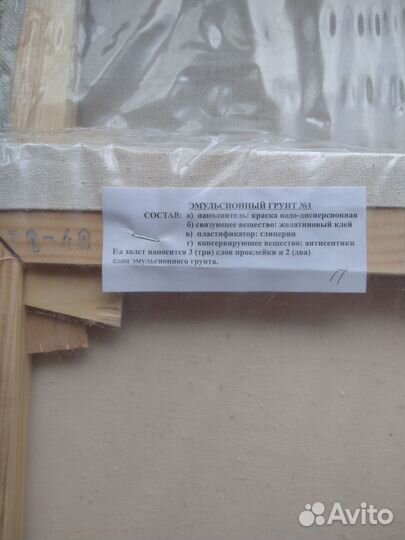 ЭМУЛЬСИОННЫЙ ГРУНТ №1
СОСТАВ: а) наполнитель: краска водо-дисперсионная
б) связующее вещество: желатиновый клей
в) пластификатор: глицерин
г) консервирующее вещество: антисептики
На холст наносится 3 (три) слоя проклейки и 2 (два)
слоя эмульсионного грунта.
Avito